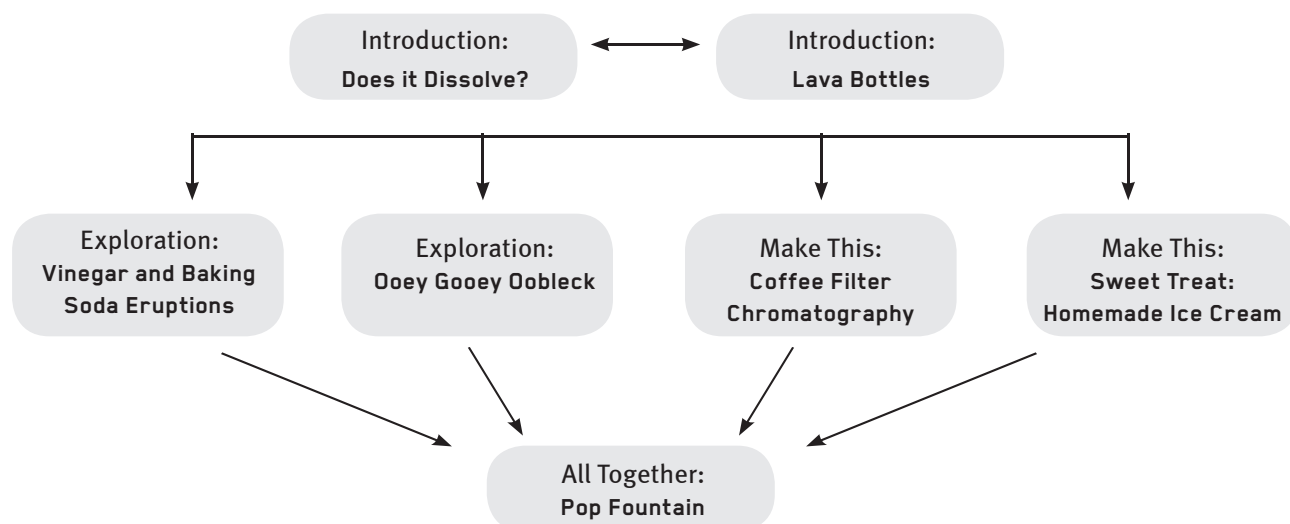 Introduction:
Does it Dissolve?
Introduction:
Lava Bottles
Exploration:
Vinegar and Baking
Soda Eruptions
Exploration:
Ooey Gooey Oobleck
Make This:
Coffee Filter
Chromatography
Make This:
Sweet Treat:
Homemade Ice Cream
All Together:
Pop Fountain